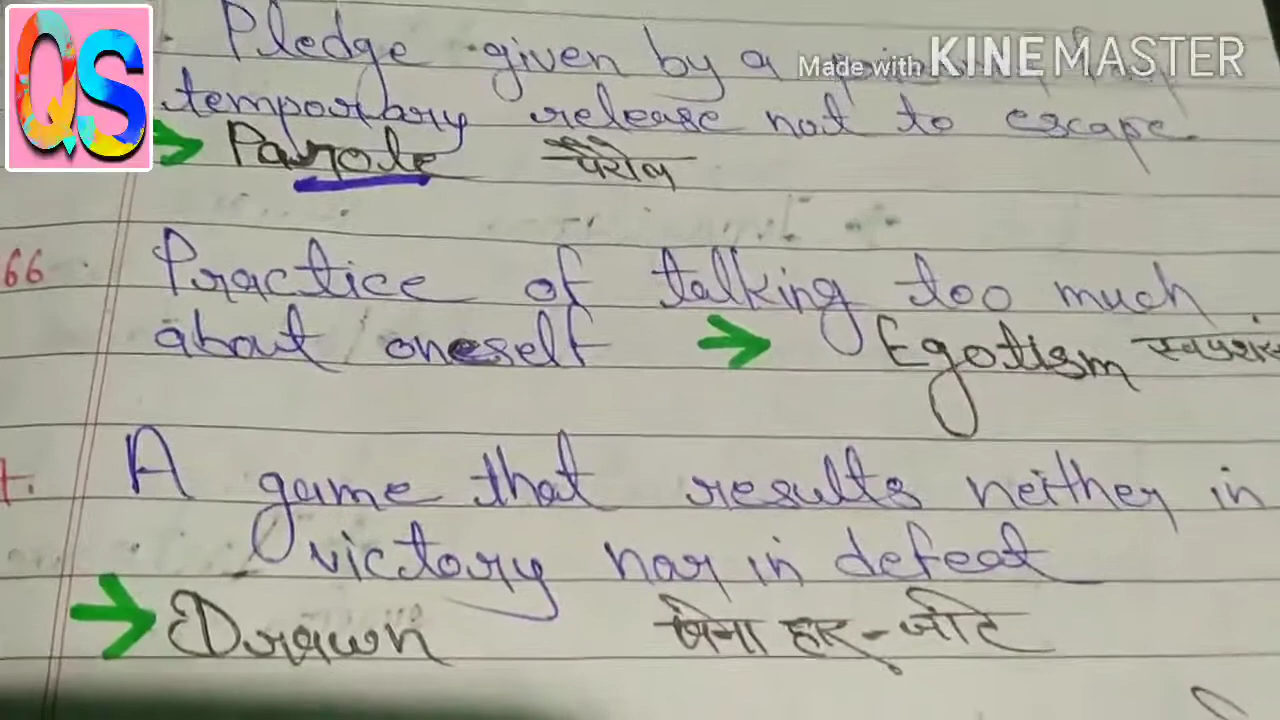 QS
Made with KINEMASTER
Pledge given by a
temporary release not to escape.
Parole पैरोल
66. Practice of talking too much
about oneself Egotism
A game that results neither in
victory nor in defeat
Drawn बिना हार-जीत